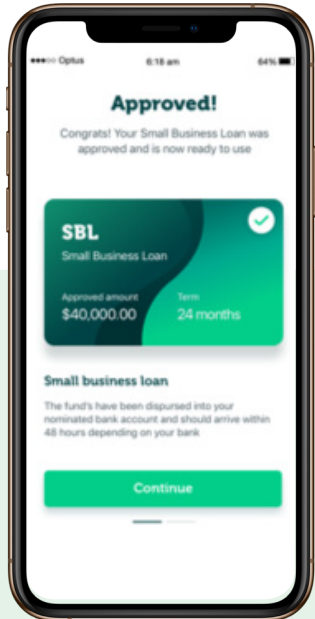 Optus 6:18 am 64%
Approved!
Congrats! Your Small Business Loan was
approved and is now ready to use
SBL
Small Business Loan
Approved amount Term
$40,000.00 24 months
Small business loan
The fund's have been dispursed into your
nominated bank account and should arrive within
48 hours depending on your bank
Continue